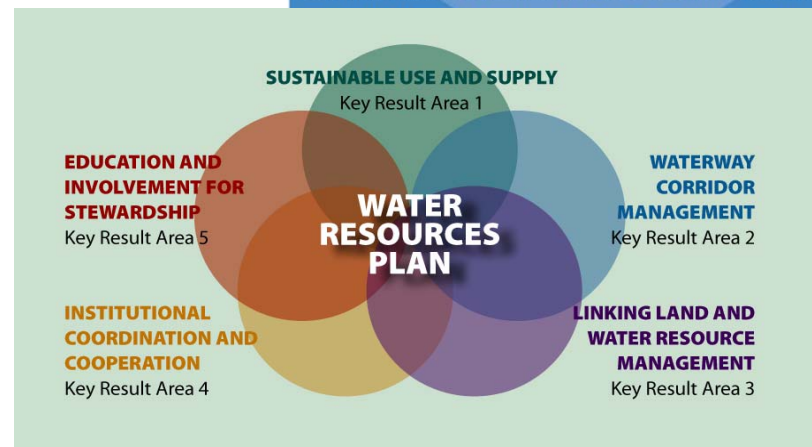 SUSTAINABLE USE AND SUPPLY
Key Result Area 1
EDUCATION AND
INVOLVEMENT FOR
STEWARDSHIP
Key Result Area 5
WATERWAY
CORRIDOR
MANAGEMENT
Key Result Area 2
WATER
RESOURCES
PLAN
INSTITUTIONAL
COORDINATION AND
COOPERATION
Key Result Area 4
LINKING LAND AND
WATER RESOURCE
MANAGEMENT
Key Result Area 3